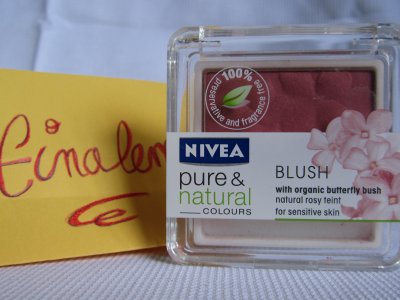 Einalem
100%
preservative and fragrance free
NIVEA
pure &
natural
COLOURS
BLUSH
with organic butterfly bush
natural rosy teint
for sensitive skin